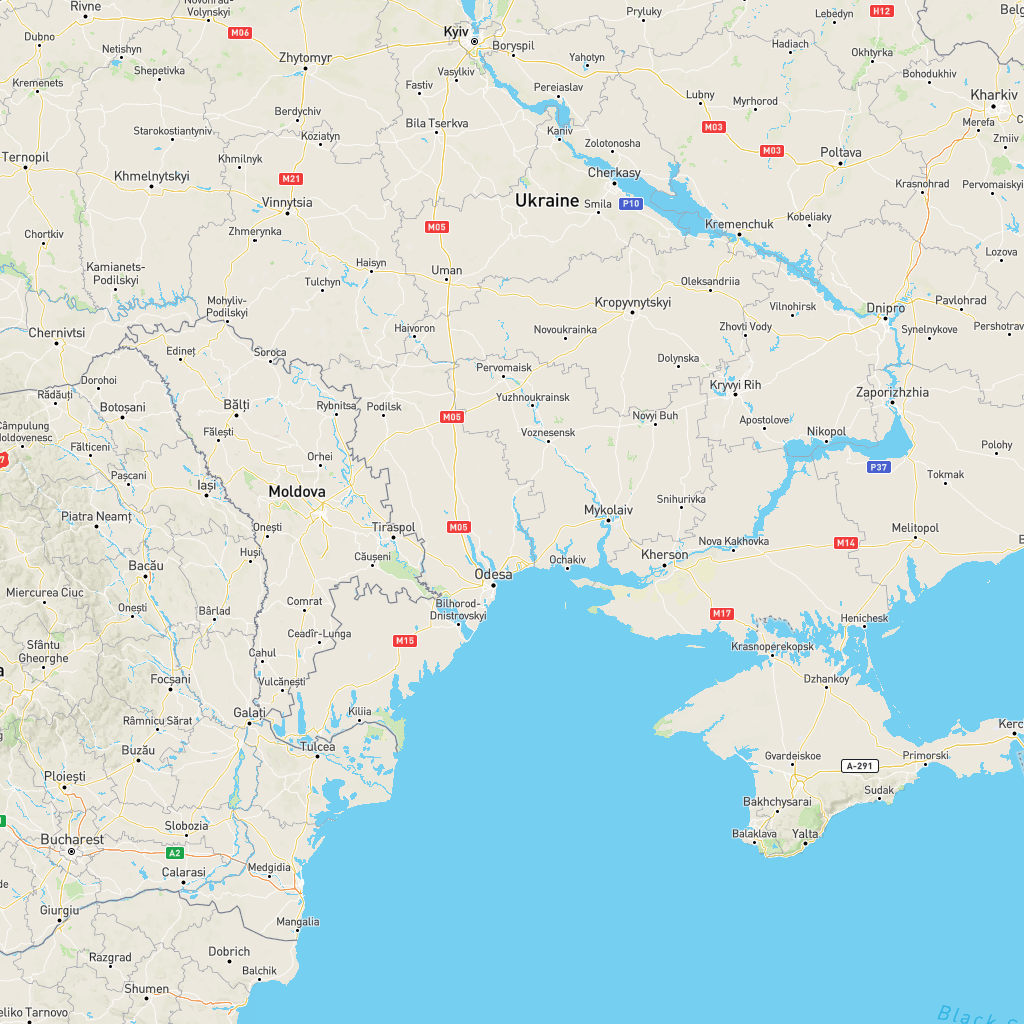 Rivne
Novohrad-
Volynskyi
M06
Kyiv
Boryspil
Pryluky
H12
Lebedyn
Dubno
Netishyn
Shepetivka
Zhytomyr
Vasylkiv
Yahotyn
Hadiach
Okhtyrka
Kremenets
Fastiv
Pereiaslav
Lubny
Myrhorod
Bohodukhiv
Kharkiv
Berdychiv
Bila Tserkva
Kaniv
M03
Merefa
Starokostiantyniv
Koziatyn
Zolotonosha
M03
Poltava
Zmiiv
Ternopil
Khmilnyk
Khmelnytskyi
M21
Cherkasy
Krasnohrad
Pervomaiskyi
Vinnytsia
Ukraine
Smila
P10
Kremenchuk
Kobeliaky
Chortkiv
Zhmerynka
M05
Lozova
Kamianets-
Podilskyi
Haisyn
Uman
Tulchyn
Oleksandriia
Mohyliv-
Podilskyi
Kropyvnytskyi
Vilnohirsk
Dnipro
Pavlohrad
Chernivtsi
Haivoron
Novoukrainka
Zhovti Vody
Synelnykove
Edineț
Soroca
Dolynska
Pervomaisk
Dorohoi
Kryvyi Rih
Zaporizhzhia
Rădăuți
Botoșani
Bălți
Rybnitsa
Podilsk
M05
Yuzhnoukrainsk
Novyi Buh
Apostolove
Fălești
Voznesensk
Nikopol
Polohy
Fălticeni
Orhei
P37
Pașcani
Iași
Moldova
Tokmak
Snihurivka
Piatra Neamț
Onești
Tiraspol
M05
Mykolaiv
Melitopol
Huși
Căușeni
Ochakiv
Kherson
Nova Kakhovka
M14
Bacău
Odesa
Miercurea Ciuc
Onești
Bârlad
Comrat
Bilhorod-
Dnistrovskyi
M17
Henichesk
Ceadîr-Lunga
M15
Sfântu
Gheorghe
Cahul
Krasnoperekopsk
Focșani
Vulcănești
Dzhankoy
Râmnicu Sărat
Galați
Kiliia
Buzău
Tulcea
Gvardeiskoe
Primorski
A-291
Ploiești
Sudak
Bakhchysarai
Slobozia
Balaklava
Yalta
Bucharest
A2
Calarasi
Medgidia
Giurgiu
Mangalia
Razgrad
Dobrich
Balchik
Shumen